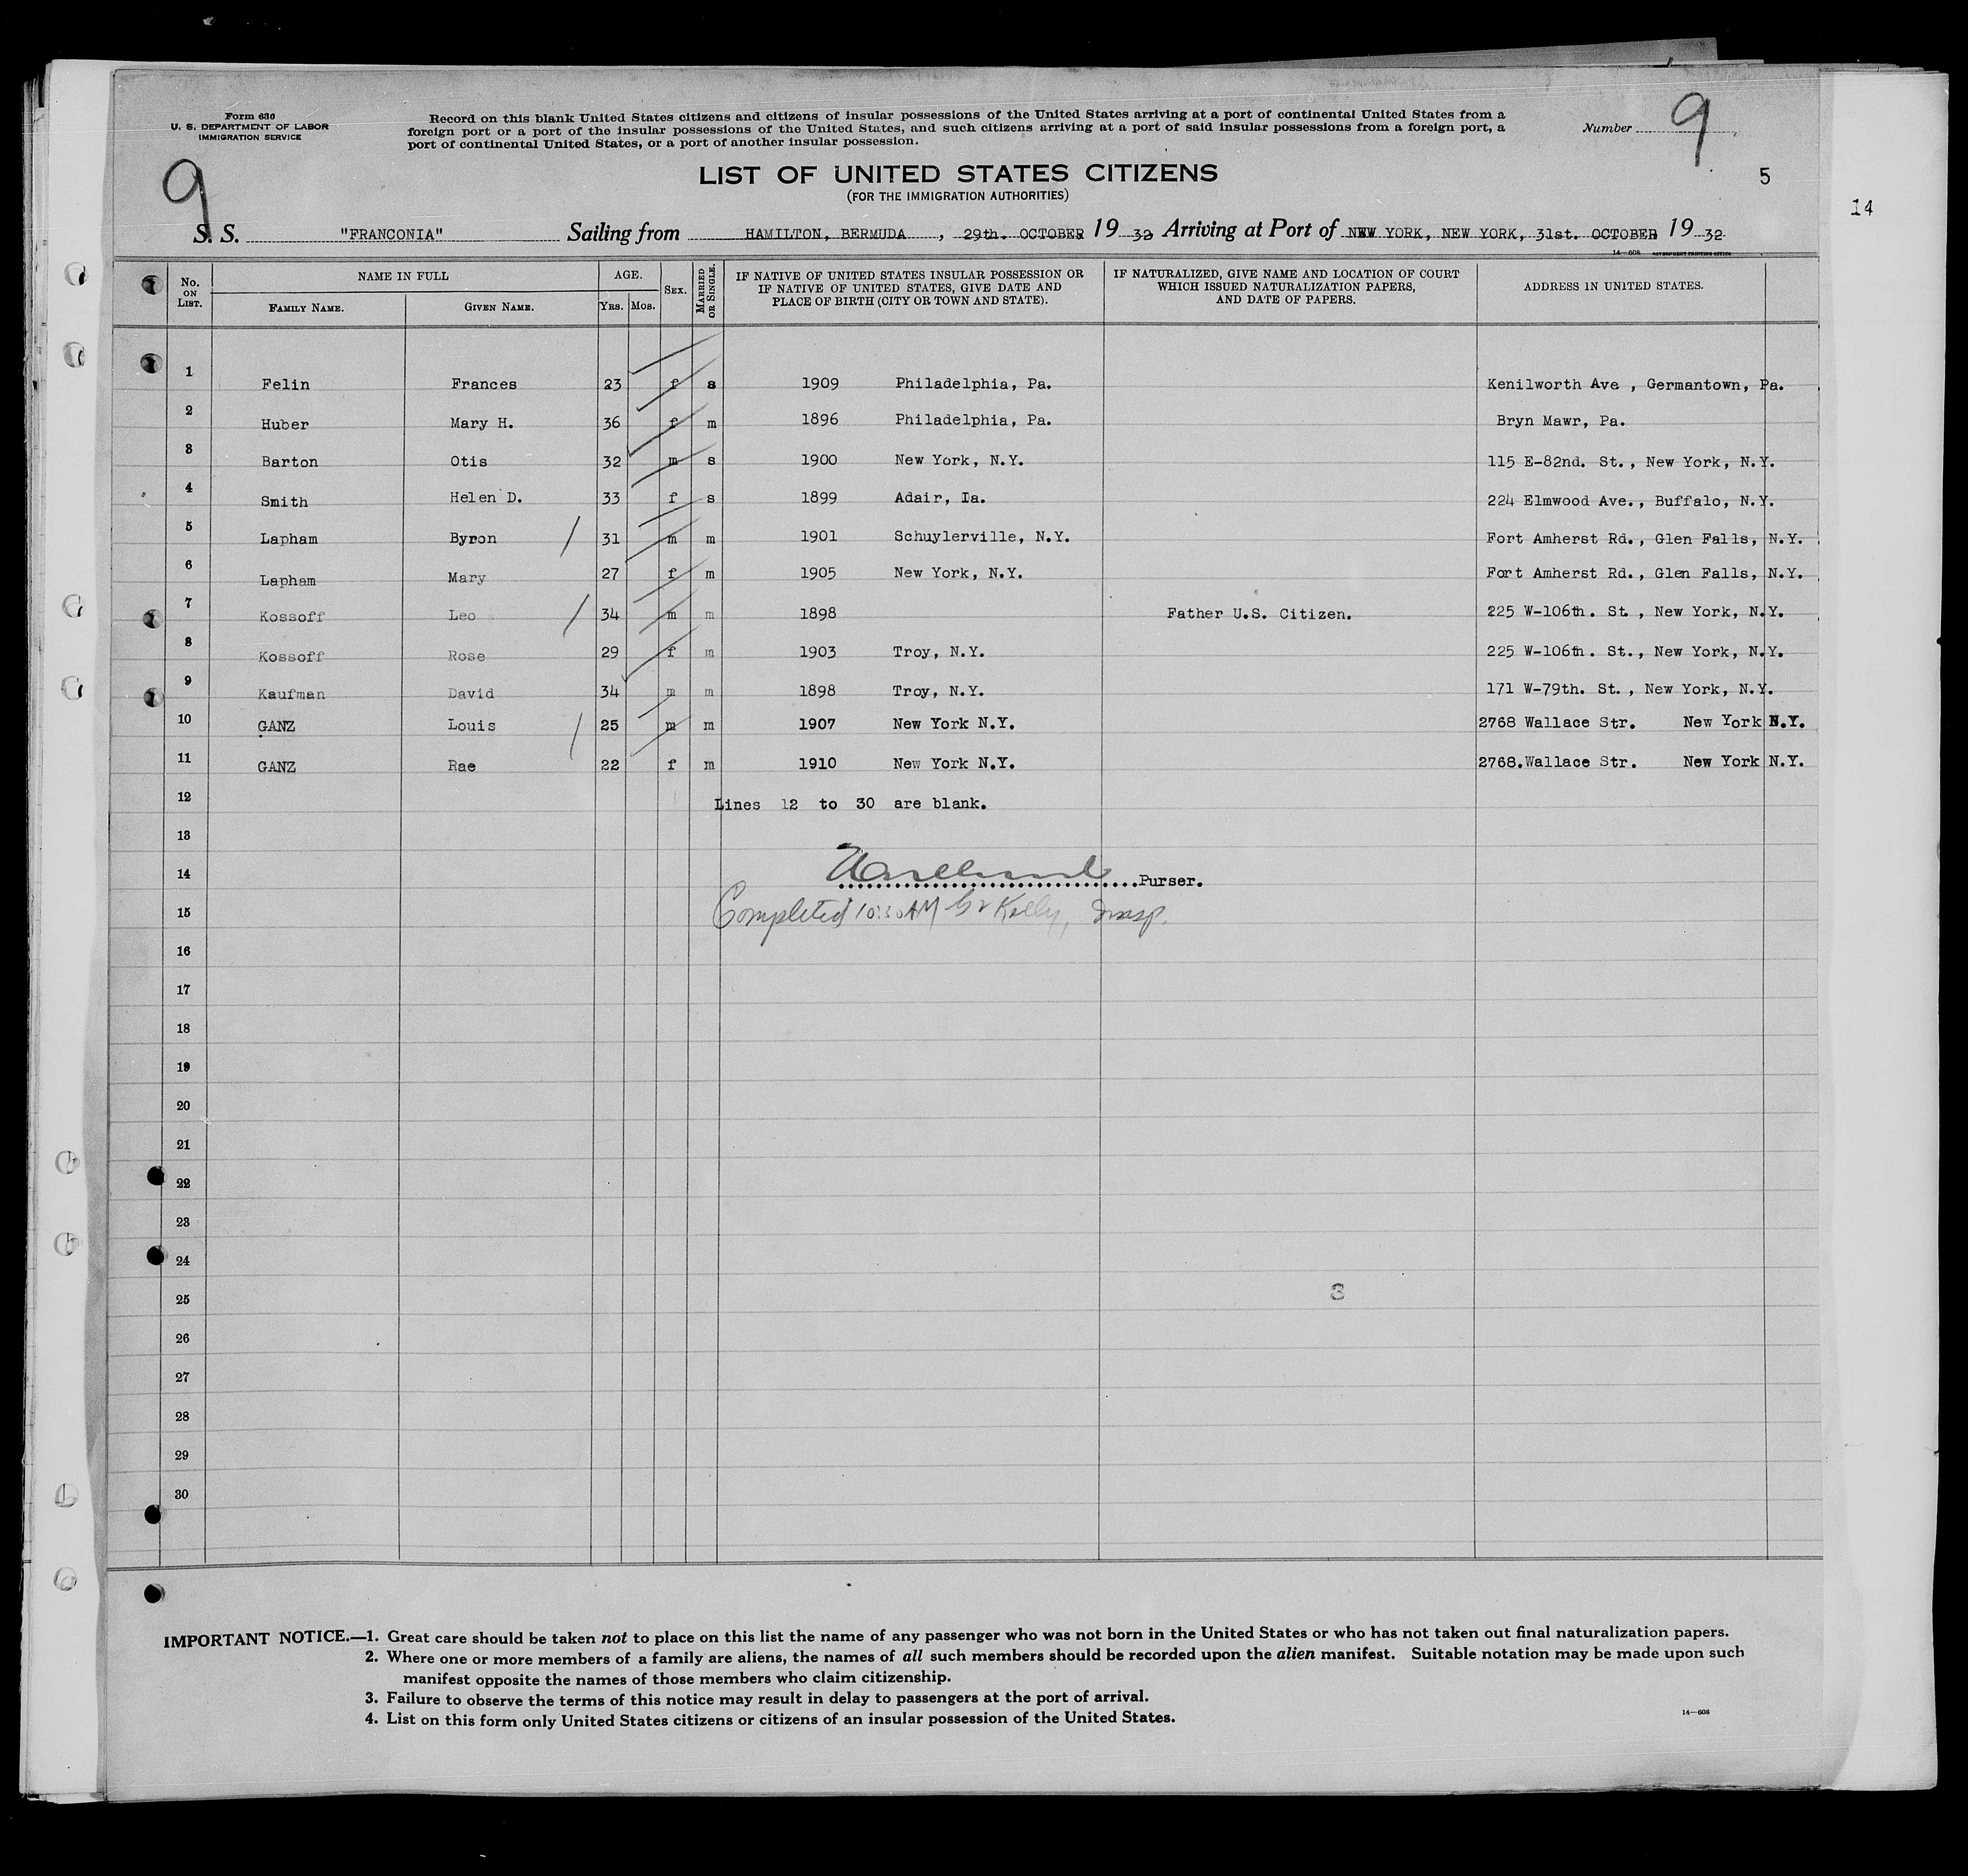 Form 630
U. S. DEPARTMENT OF LABOR
IMMIGRATION SERVICE
Record on this blank United States citizens and citizens of insular possessions of the United States arriving at a port of continental United States from a
foreign port or a port of the insular possessions of the United States, and such citizens arriving at a port of said insular possessions from a foreign port, a
port of continental United States, or a port of another insular possession.
Number 9
9
LIST OF UNITED STATES CITIZENS
(FOR THE IMMIGRATION AUTHORITIES)
5
14
S. S. "FRANCONIA" Sailing from HAMILTON, BERMUDA , 29th. OCTOBER 19 32 Arriving at Port of NEW YORK, NEW YORK, 31st. OCTOBER 19 32
14—608 GOVERNMENT PRINTING OFFICE
No. ON LIST. NAME IN FULL FAMILY NAME. GIVEN NAME. AGE. YRS. MOS. SEX. MARRIED OR SINGLE. IF NATIVE OF UNITED STATES INSULAR POSSESSION OR IF NATIVE OF UNITED STATES, GIVE DATE AND PLACE OF BIRTH (CITY OR TOWN AND STATE). IF NATURALIZED, GIVE NAME AND LOCATION OF COURT WHICH ISSUED NATURALIZATION PAPERS, AND DATE OF PAPERS. ADDRESS IN UNITED STATES.
1 Felin Frances 23 f s 1909 Philadelphia, Pa. Kenilworth Ave , Germantown, Pa.
2 Huber Mary H. 36 f m 1896 Philadelphia, Pa. Bryn Mawr, Pa.
3 Barton Otis 32 m s 1900 New York, N.Y. 115 E-82nd. St., New York, N.Y.
4 Smith Helen D. 33 f s 1899 Adair, Ia. 224 Elmwood Ave., Buffalo, N.Y.
5 Lapham Byron 31 m m 1901 Schuylerville, N.Y. Fort Amherst Rd., Glen Falls, N.Y.
6 Lapham Mary 27 f m 1905 New York, N.Y. Fort Amherst Rd., Glen Falls, N.Y.
7 Kossoff Leo 34 m m 1898 Father U.S. Citizen. 225 W-106th. St., New York, N.Y.
8 Kossoff Rose 29 f m 1903 Troy, N.Y. 225 W-106th. St., New York, N.Y.
9 Kaufman David 34 m m 1898 Troy, N.Y. 171 W-79th. St., New York, N.Y.
10 GANZ Louis 25 m m 1907 New York N.Y. 2768 Wallace Str. New York N.Y.
11 GANZ Rae 22 f m 1910 New York N.Y. 2768.Wallace Str. New York N.Y.
12 Lines 12 to 30 are blank.
13
14 Purser.
15 Completed 10:30 AM Kelly, Insp.
16
17
18
19
20
21
22
23
24
25 3
26
27
28
29
30
IMPORTANT NOTICE.—1. Great care should be taken not to place on this list the name of any passenger who was not born in the United States or who has not taken out final naturalization papers.
2. Where one or more members of a family are aliens, the names of all such members should be recorded upon the alien manifest. Suitable notation may be made upon such
manifest opposite the names of those members who claim citizenship.
3. Failure to observe the terms of this notice may result in delay to passengers at the port of arrival.
4. List on this form only United States citizens or citizens of an insular possession of the United States.
14—608